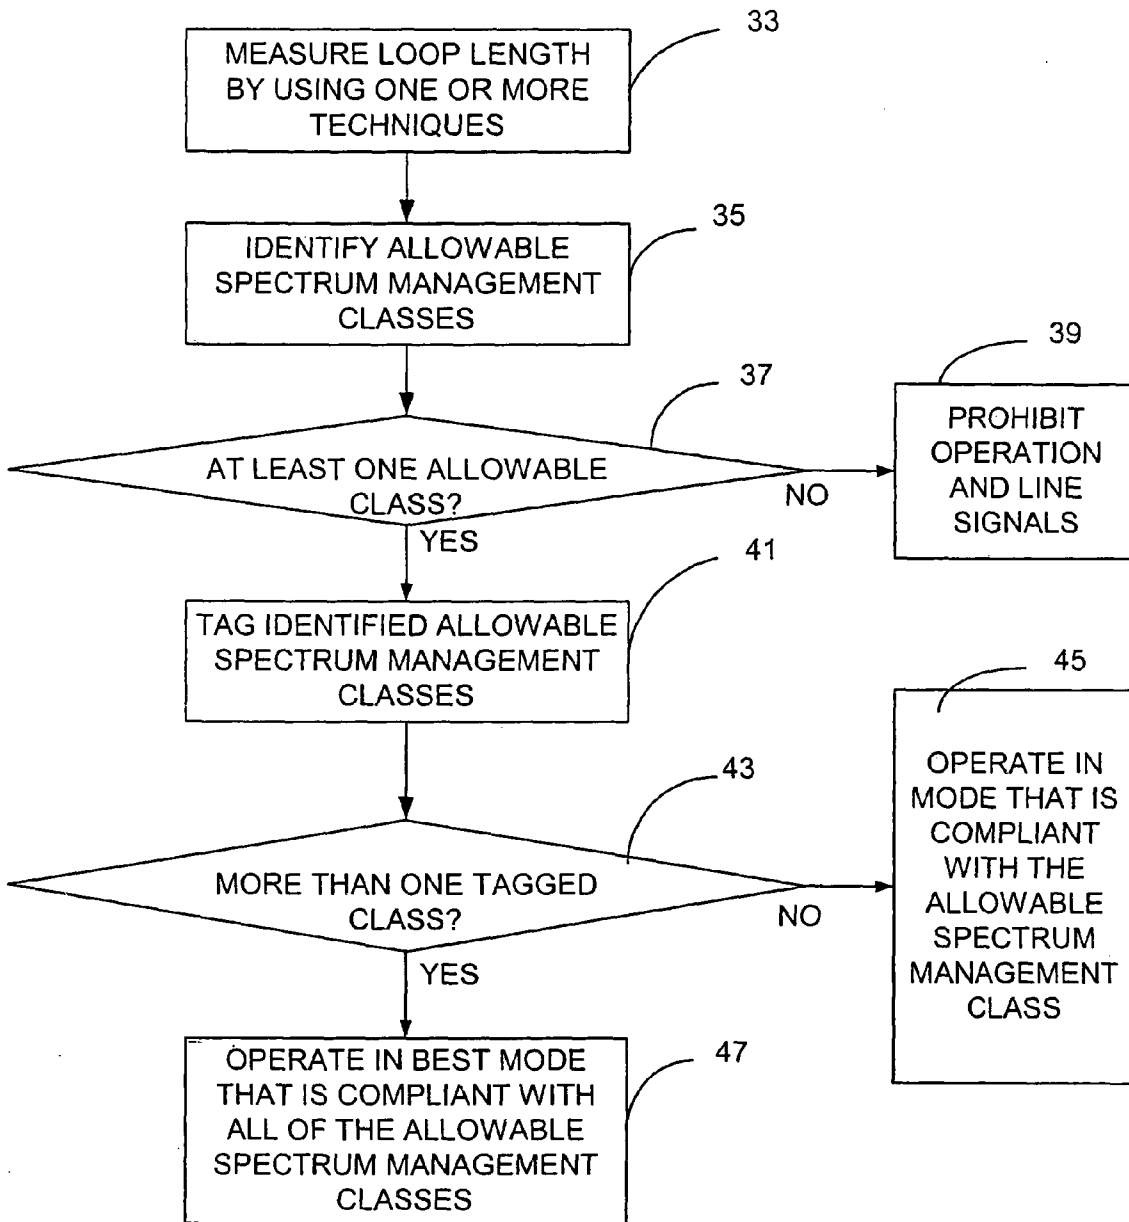 33
MEASURE LOOP LENGTH
BY USING ONE OR MORE
TECHNIQUES
35
IDENTIFY ALLOWABLE
SPECTRUM MANAGEMENT
CLASSES
37
AT LEAST ONE ALLOWABLE
CLASS?
NO
YES
39
PROHIBIT
OPERATION
AND LINE
SIGNALS
41
TAG IDENTIFIED ALLOWABLE
SPECTRUM MANAGEMENT
CLASSES
43
MORE THAN ONE TAGGED
CLASS?
NO
YES
45
OPERATE IN
MODE THAT IS
COMPLIANT
WITH THE
ALLOWABLE
SPECTRUM
MANAGEMENT
CLASS
47
OPERATE IN BEST MODE
THAT IS COMPLIANT WITH
ALL OF THE ALLOWABLE
SPECTRUM MANAGEMENT
CLASSES